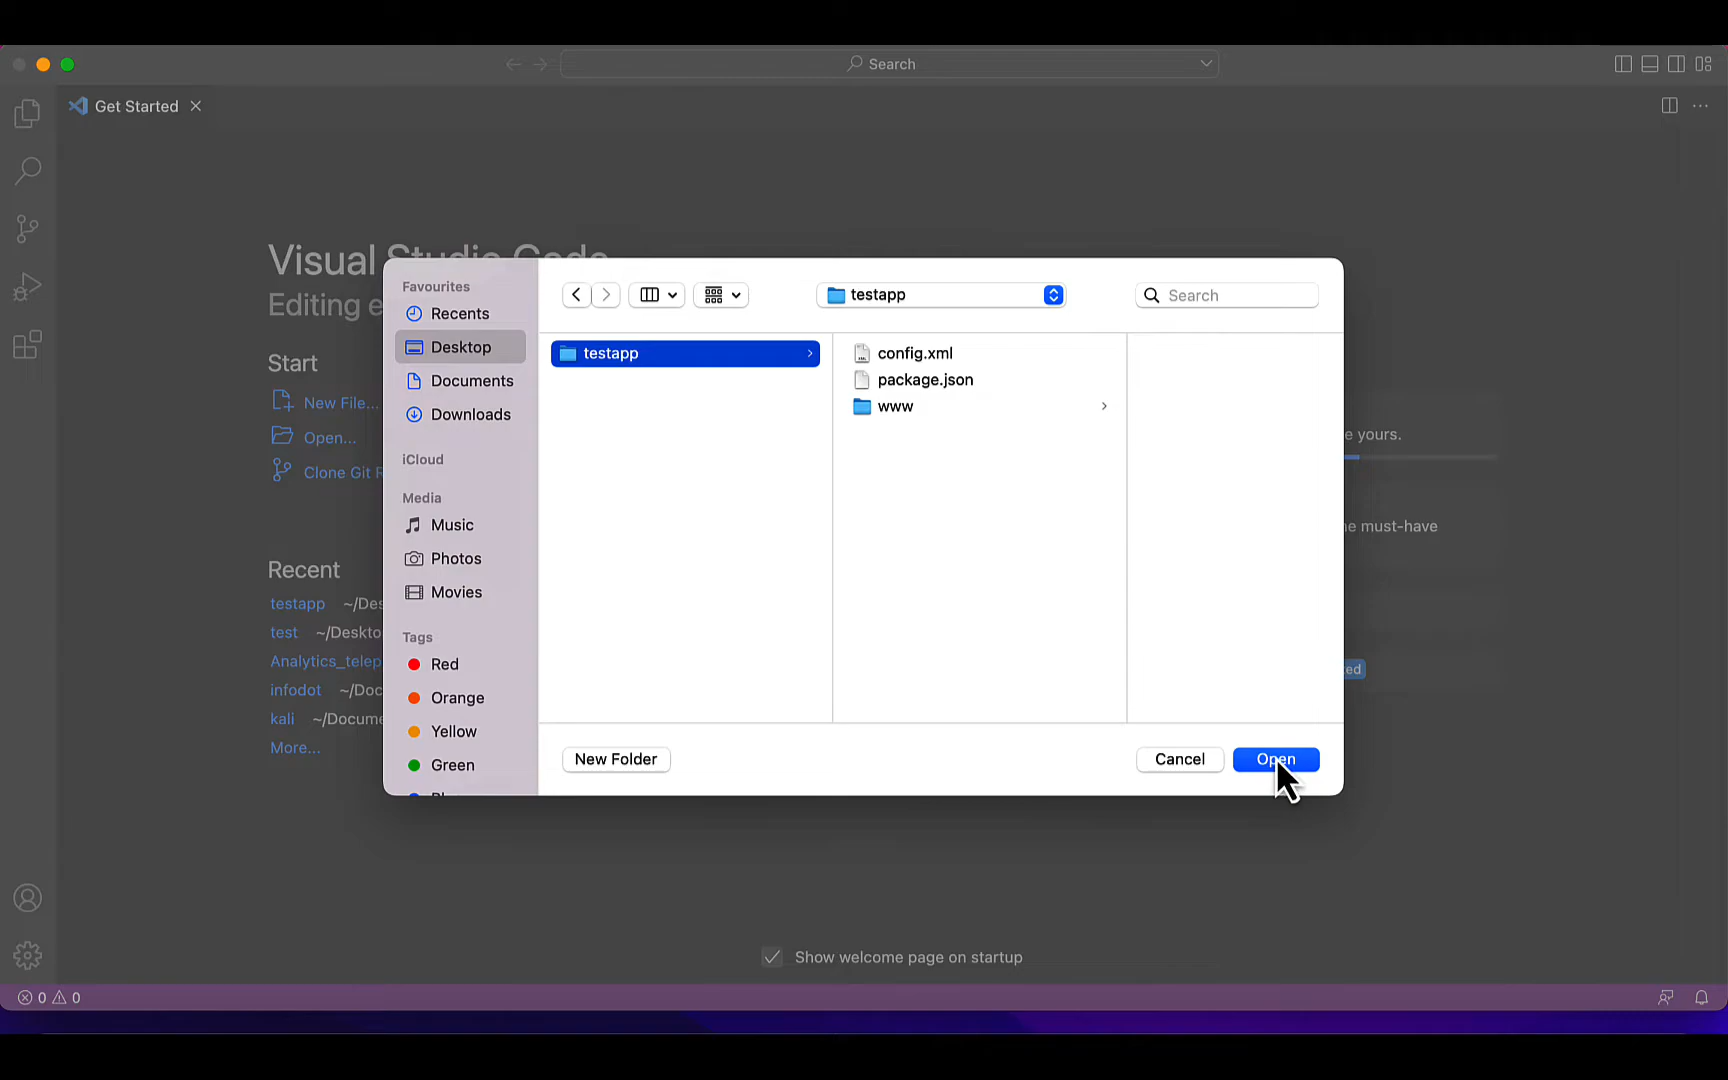 Search
Get Started
Visual Studio Code
Editing e
Start
New File...
Open...
Clone Git R
Recent
testapp ~/Des
test ~/Deskto
Analytics_telep
infodot ~/Doc
kali ~/Docume
More...
Favourites
Recents
Desktop
Documents
Downloads
iCloud
Media
Music
Photos
Movies
Tags
Red
Orange
Yellow
Green
testapp
Search
testapp
config.xml
package.json
www
New Folder
Cancel
Open
e yours.
e must-have
ed
Show welcome page on startup
0 0